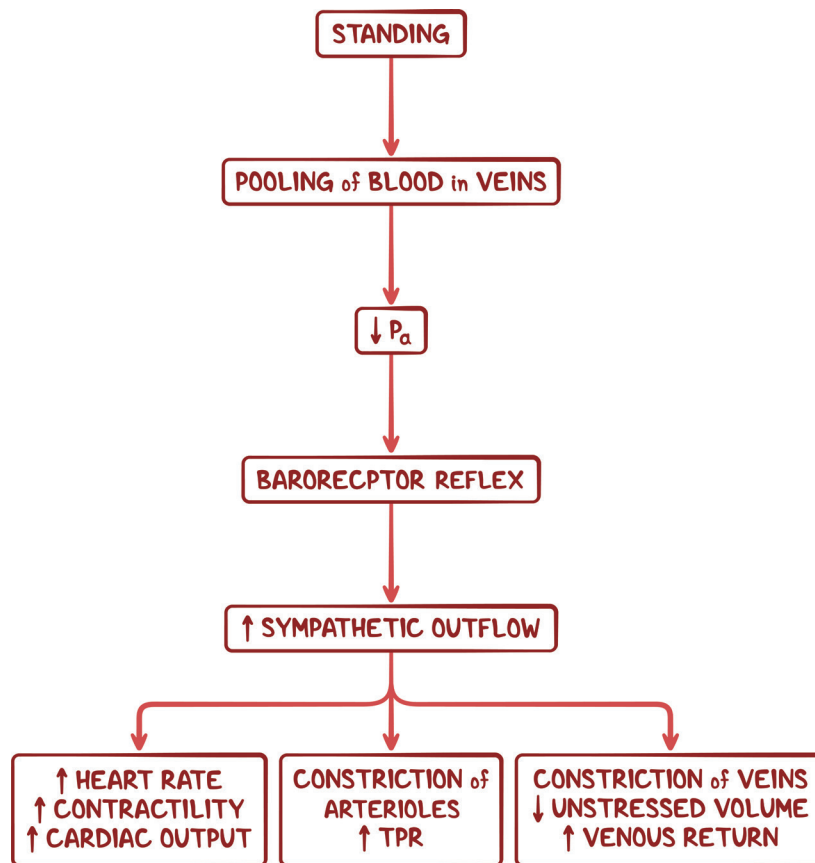 STANDING
POOLING of BLOOD in VEINS
↓ Pa
BARORECPTOR REFLEX
↑ SYMPATHETIC OUTFLOW
↑ HEART RATE
↑ CONTRACTILITY
↑ CARDIAC OUTPUT
CONSTRICTION of
ARTERIOLES
↑ TPR
CONSTRICTION of VEINS
↓ UNSTRESSED VOLUME
↑ VENOUS RETURN